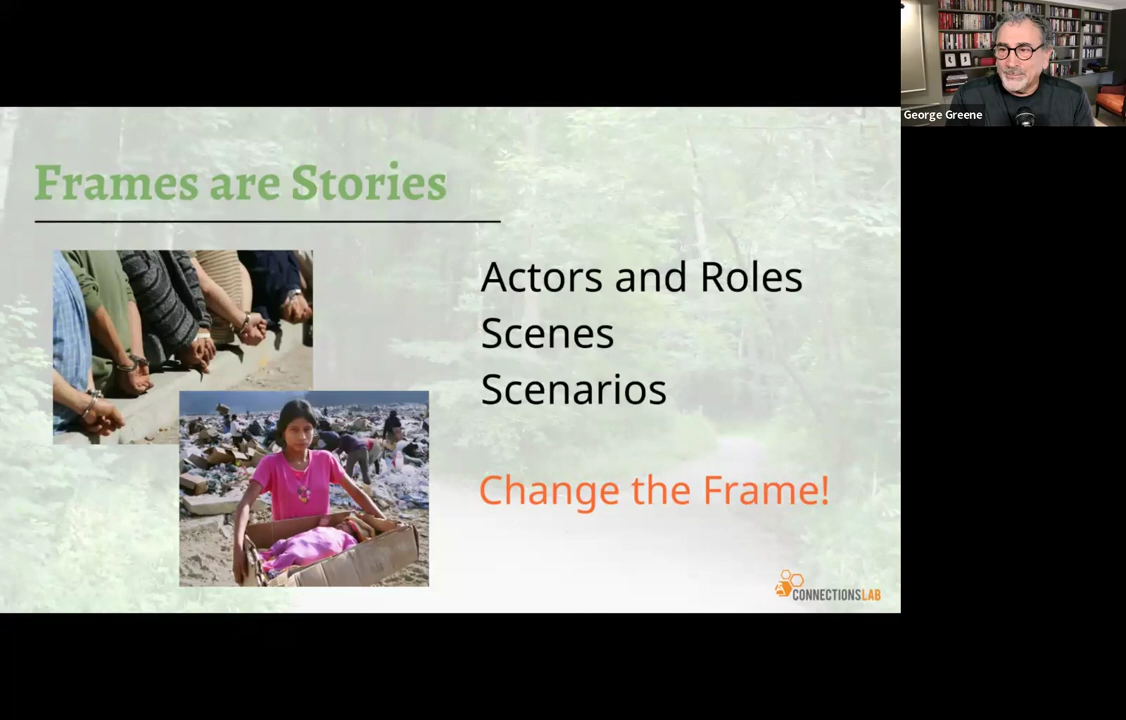 George Greene
Frames are Stories
Actors and Roles
Scenes
Scenarios
Change the Frame!
CONNECTIONSLAB